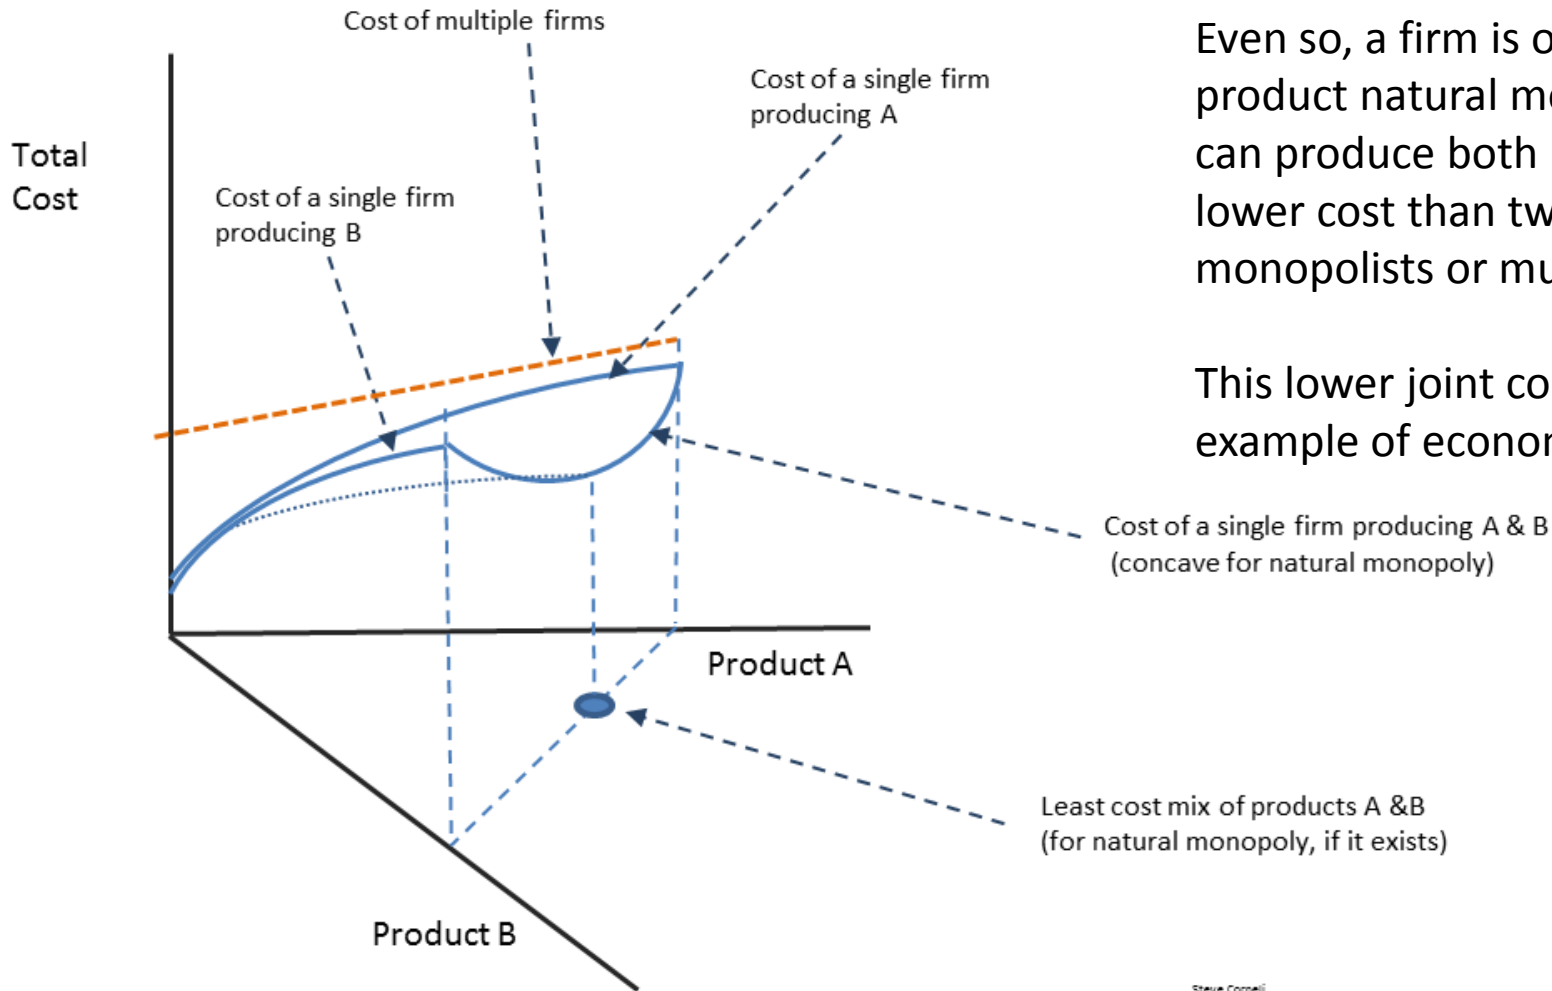 Cost of multiple firms
Cost of a single firm
producing A
Total
Cost
Cost of a single firm
producing B
Even so, a firm is o
product natural m
can produce both
lower cost than tw
monopolists or mu
This lower joint co
example of econo
Cost of a single firm producing A & B
(concave for natural monopoly)
Product A
Least cost mix of products A &B
(for natural monopoly, if it exists)
Product B
Steve Corneli